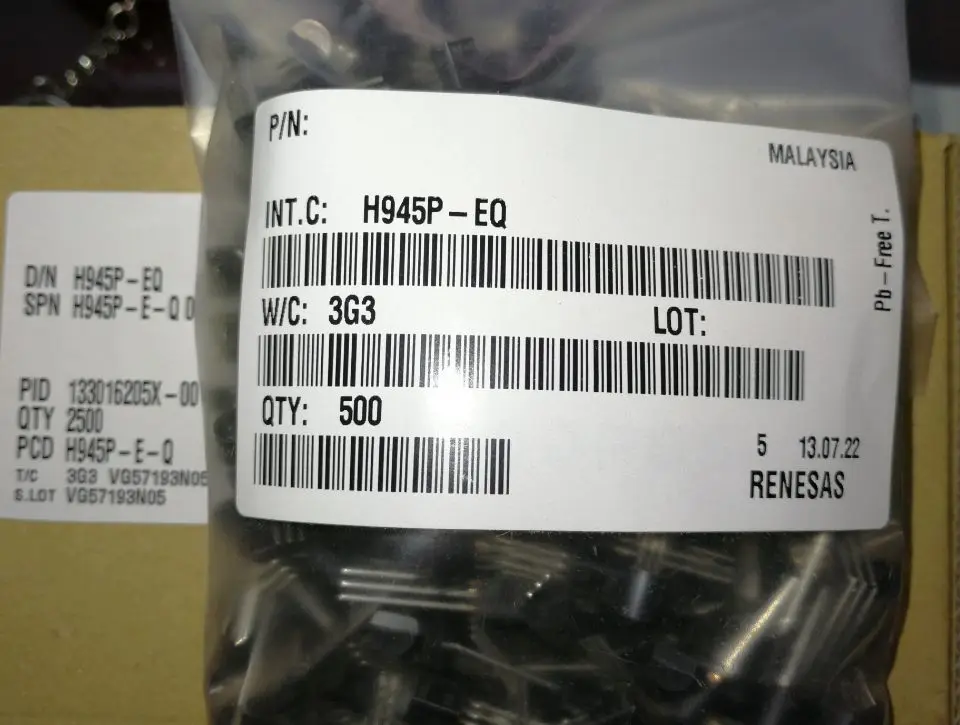 P/N:
MALAYSIA
INT.C: H945P-EQ
Pb-Free T.
W/C: 3G3 LOT:
QTY: 500
5 13.07.22
RENESAS
D/N H945P-EQ
SPN H945P-E-Q 0
PID 133016205X-00
QTY 2500
PCD H945P-E-Q
T/C 3G3 VG57193N05
S.LOT VG57193N05